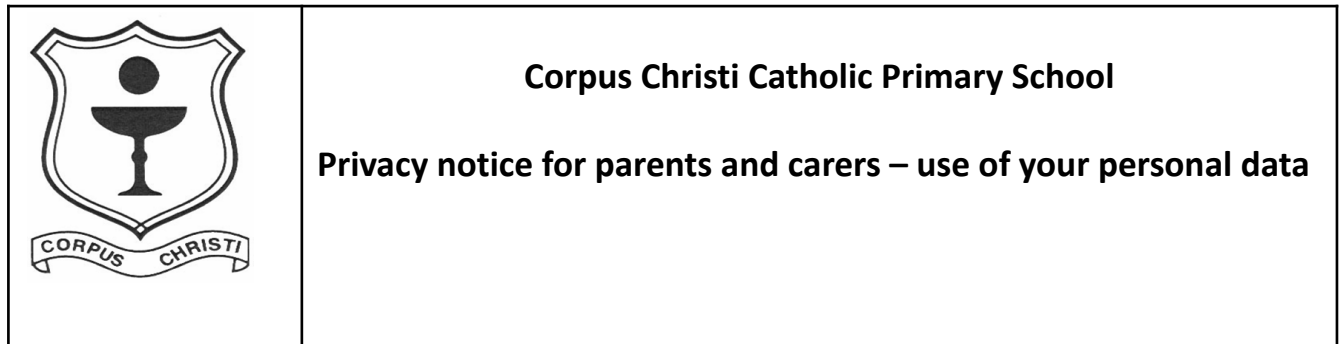 CORPUS CHRISTI
Corpus Christi Catholic Primary School
Privacy notice for parents and carers – use of your personal data